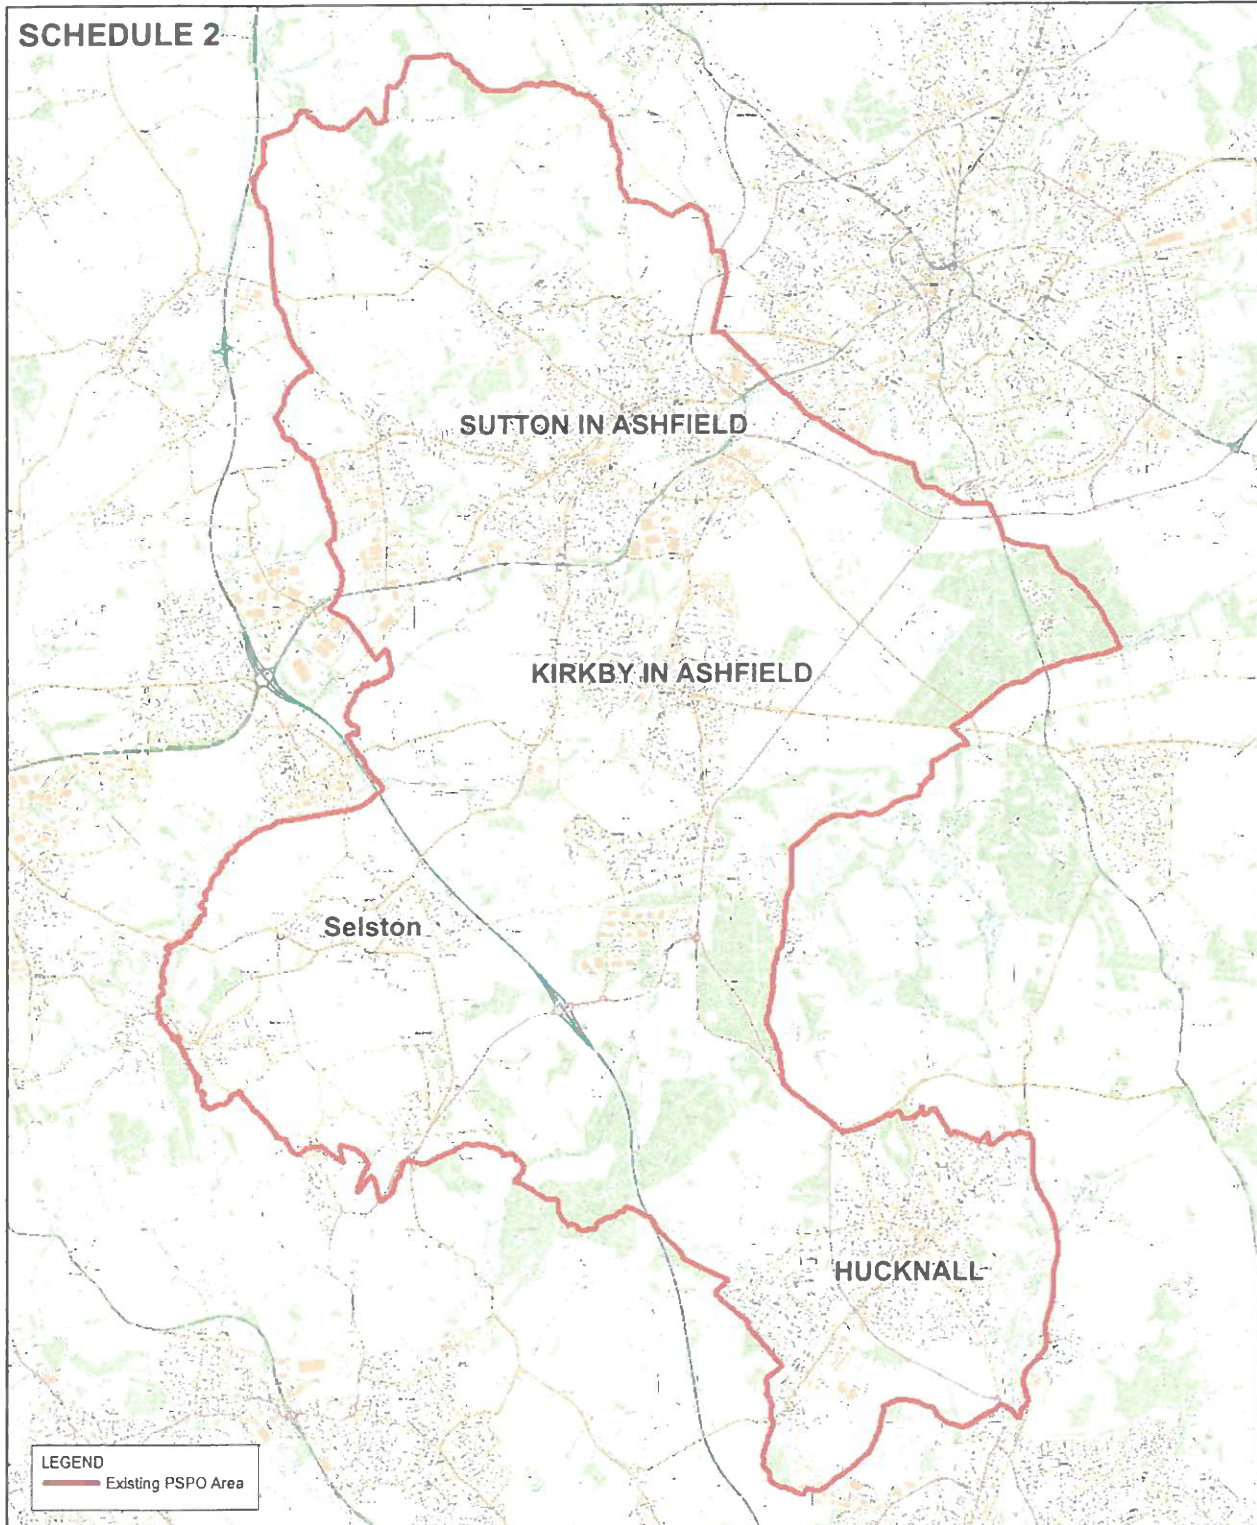 SCHEDULE 2
SUTTON IN ASHFIELD
KIRKBY IN ASHFIELD
Selston
HUCKNALL
LEGEND
Existing PSPO Area